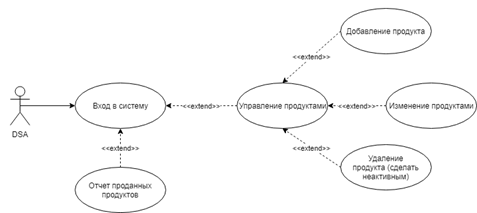 Добавление продукта
<<extend>>
DSA
Вход в систему
<<extend>>
Управление продуктами
<<extend>>
Изменение продуктами
<<extend>>
<<extend>>
Отчет проданных
продуктов
Удаление
продукта (сделать
неактивным)